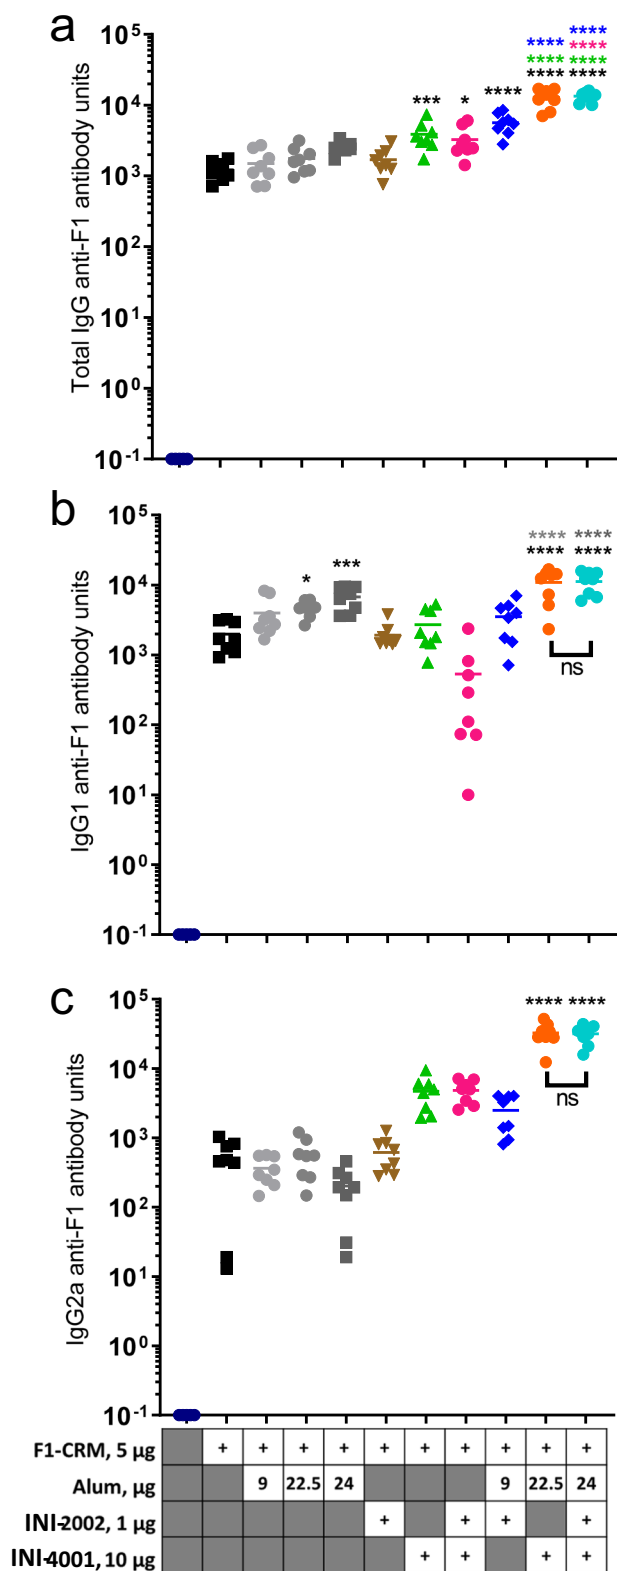 a
Total IgG anti-F1 antibody units
10^5
10^4
10^3
10^2
10^1
10^0
10^-1
*** * **** **** ****
**** ****
**** ****
**** ****
b
IgG1 anti-F1 antibody units
10^5
10^4
10^3
10^2
10^1
10^0
10^-1
* *** **** ****
**** ****
ns
c
IgG2a anti-F1 antibody units
10^5
10^4
10^3
10^2
10^1
10^0
10^-1
**** ****
ns
F1-CRM, 5 µg + + + + + + + + + +
Alum, µg 9 22.5 24 9 22.5 24
INI-2002, 1 µg + + + +
INI-4001, 10 µg + + + +